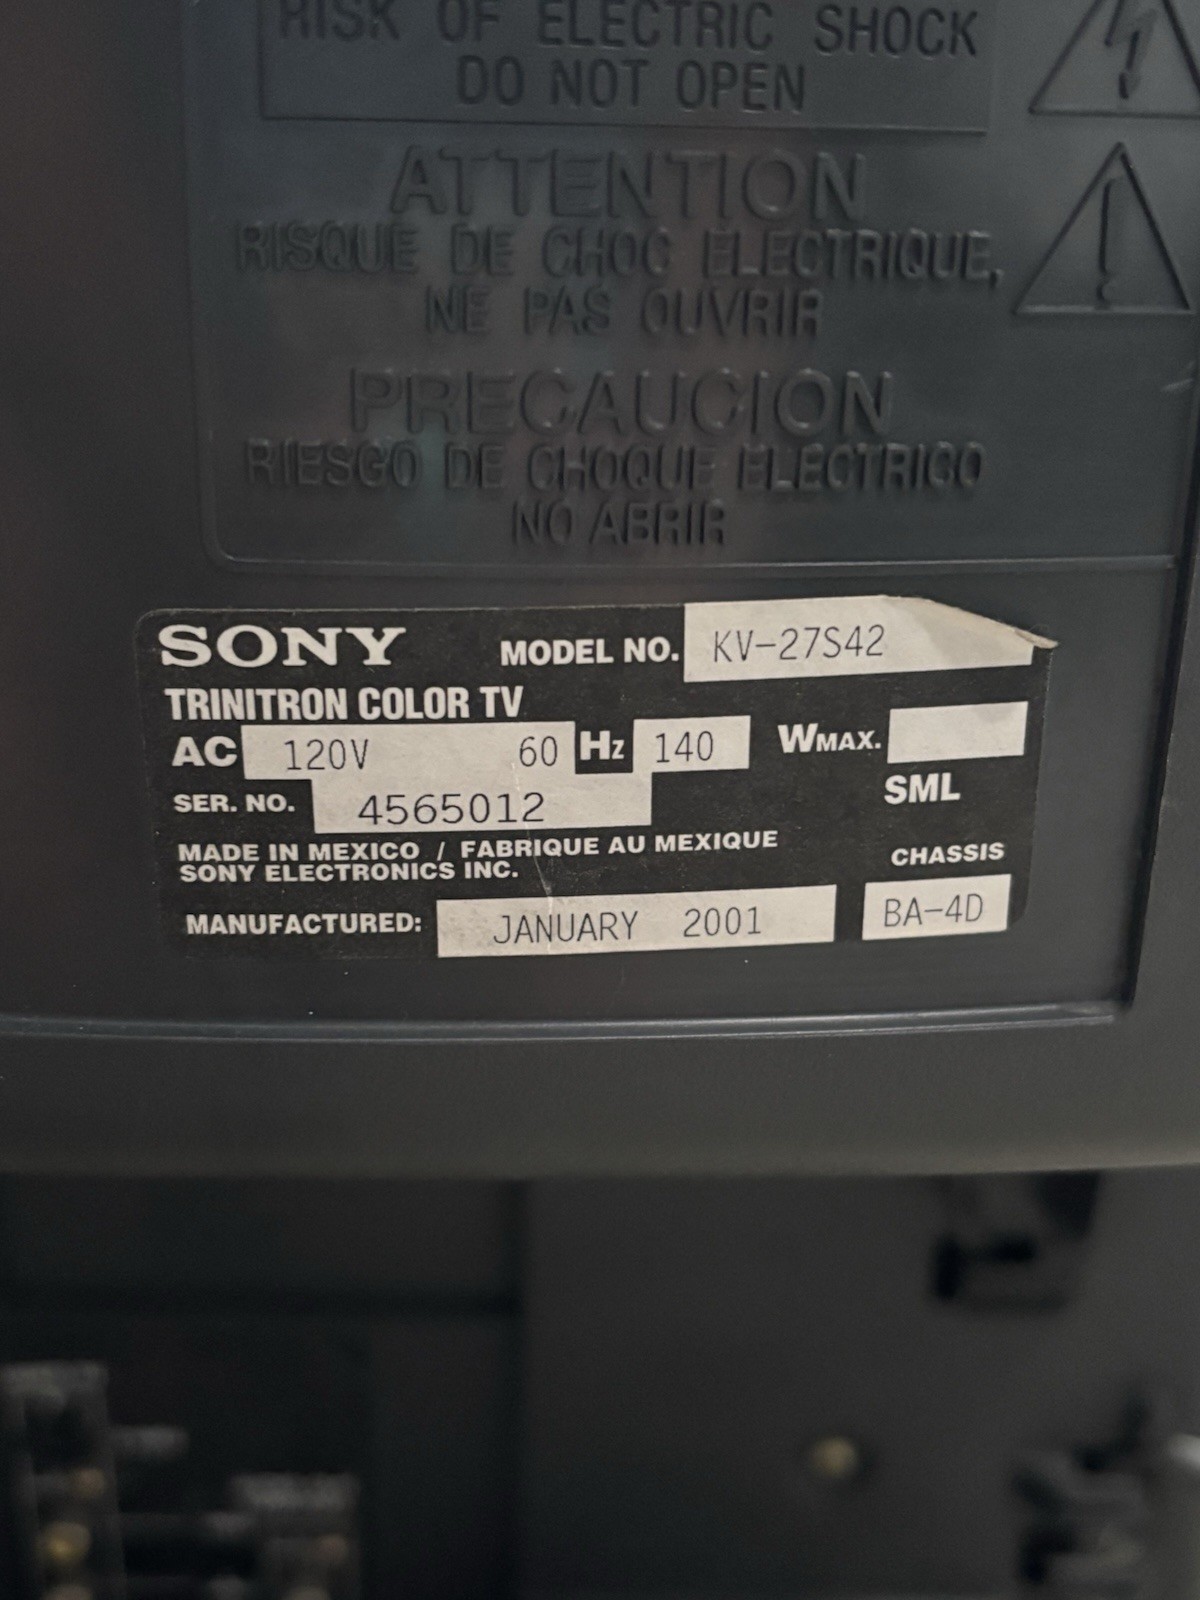 RISK OF ELECTRIC SHOCK
DO NOT OPEN
ATTENTION
RISQUE DE CHOC ELECTRIQUE,
NE PAS OUVRIR
PRECAUCION
RIESGO DE CHOQUE ELECTRICO
NO ABRIR
SONY MODEL NO. KV-27S42
TRINITRON COLOR TV
AC 120V 60 Hz 140 WMAX.
SML
SER. NO. 4565012
MADE IN MEXICO / FABRIQUE AU MEXIQUE
SONY ELECTRONICS INC.
CHASSIS
MANUFACTURED: JANUARY 2001 BA-4D